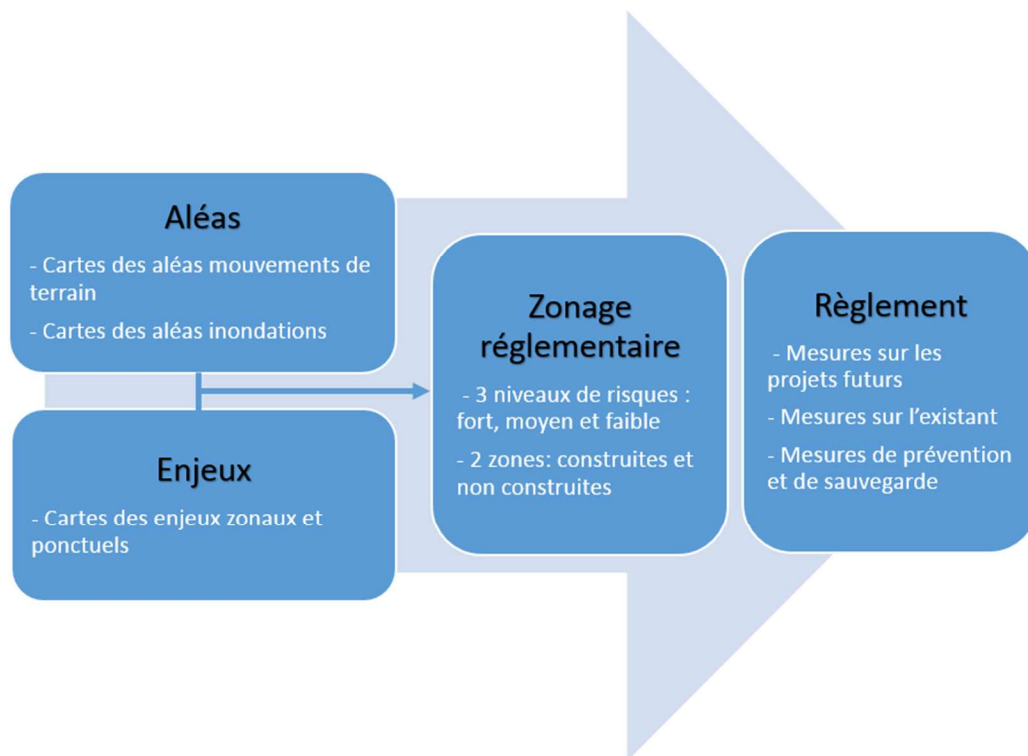 Aléas
- Cartes des aléas mouvements de
terrain
- Cartes des aléas inondations
Enjeux
- Cartes des enjeux zonaux et
ponctuels
Zonage
réglementaire
- 3 niveaux de risques :
fort, moyen et faible
- 2 zones: construites et
non construites
Règlement
- Mesures sur les
projets futurs
- Mesures sur l'existant
- Mesures de prévention
et de sauvegarde